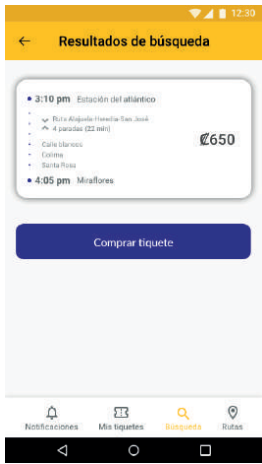 12:30
Resultados de búsqueda
3:10 pm Estación del atlántico
Ruta Alajuela Heredia San José
4 paradas (22 min)
₡650
Calle blancos
Colima
Santa Rosa
4:05 pm Miraflores
Comprar tiquete
Notificaciones Mis tiquetes Búsqueda Rutas